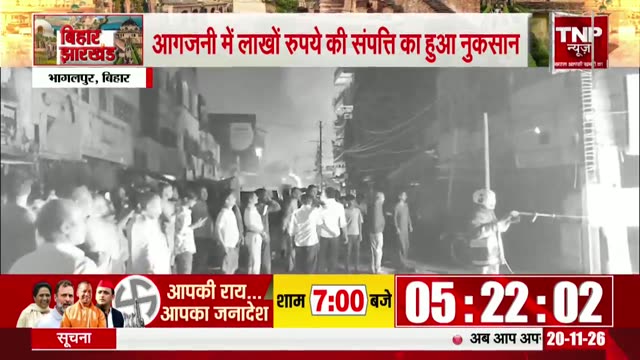 बिहार
झारखंड
आगजनी में लाखों रुपये की संपत्ति का हुआ नुकसान
TNP
न्यूज़
भागलपुर, बिहार
आपकी राय...
आपका जनादेश
शाम 7:00 बजे
05:22:02
सूचना
अब आप अपन
20-11-26